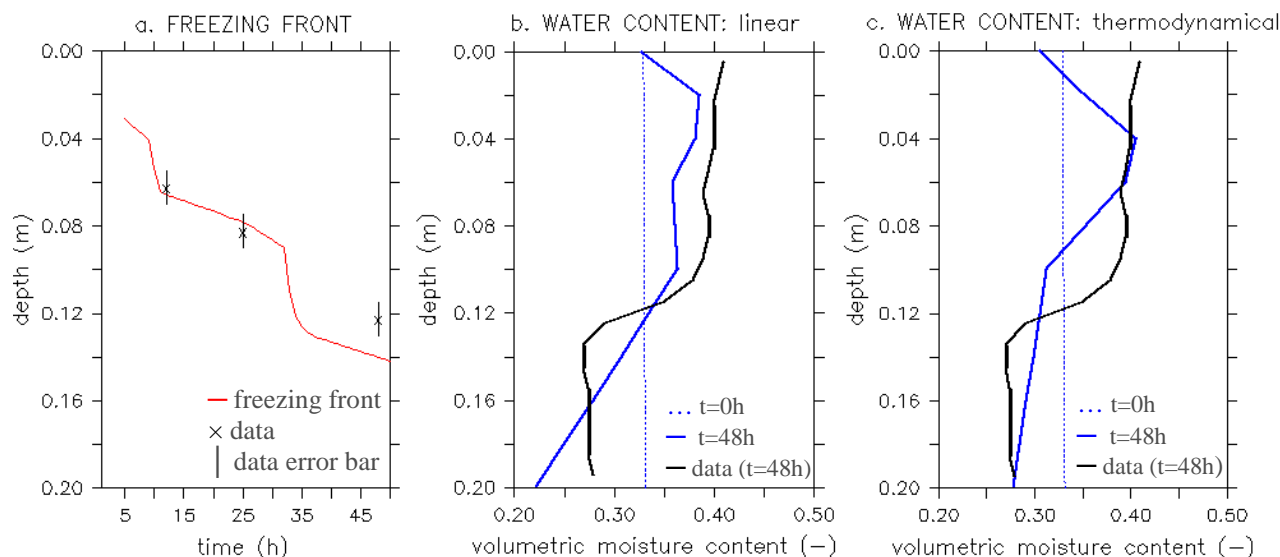 a. FREEZING FRONT
0.00
0.04
0.08
0.12
0.16
0.20
depth (m)
5
15
25
35
45
time (h)
freezing front
data
data error bar
b. WATER CONTENT: linear
0.00
0.04
0.08
0.12
0.16
0.20
depth (m)
0.20
0.30
0.40
0.50
volumetric moisture content (−)
t=0h
t=48h
data (t=48h)
c. WATER CONTENT: thermodynamical
0.00
0.04
0.08
0.12
0.16
0.20
depth (m)
0.20
0.30
0.40
0.50
volumetric moisture content (−)
t=0h
t=48h
data (t=48h)